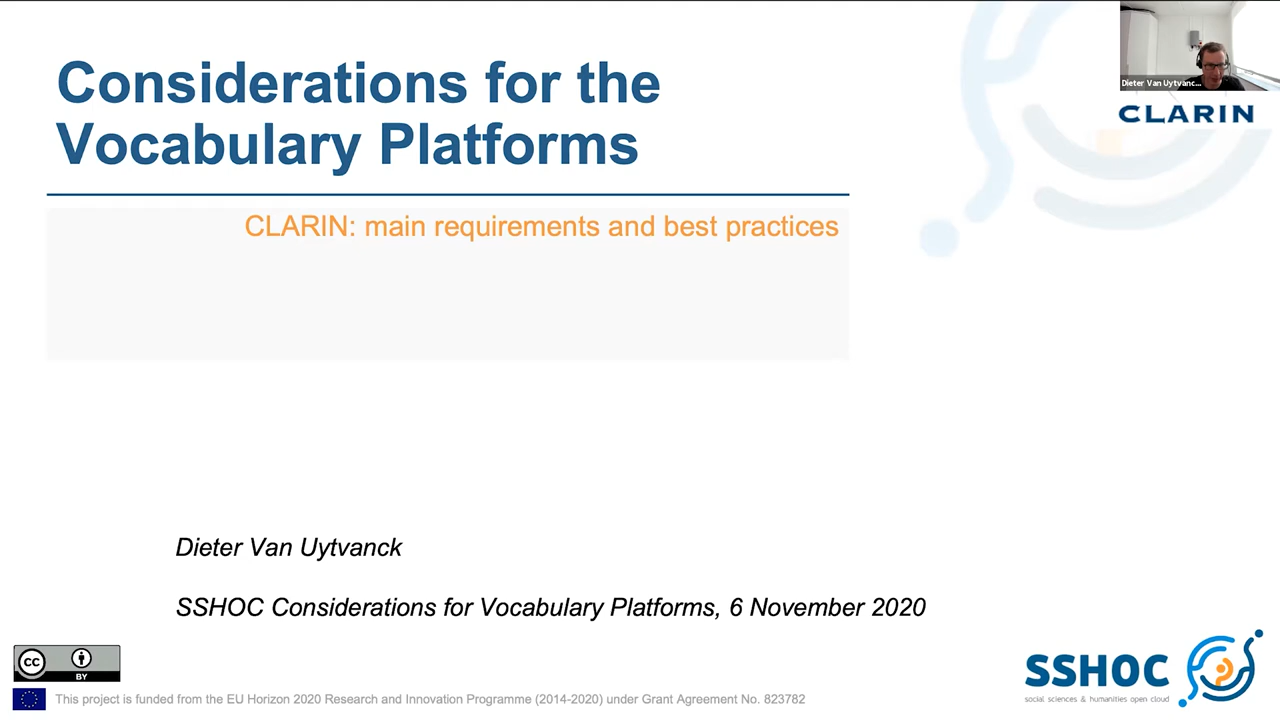 Considerations for the
Vocabulary Platforms
Dieter Van Uytvanc...
CLARIN
CLARIN: main requirements and best practices
Dieter Van Uytvanck
SSHOC Considerations for Vocabulary Platforms, 6 November 2020
cc
BY
SSHOC
social sciences & humanities open cloud
This project is funded from the EU Horizon 2020 Research and Innovation Programme (2014-2020) under Grant Agreement No. 823782